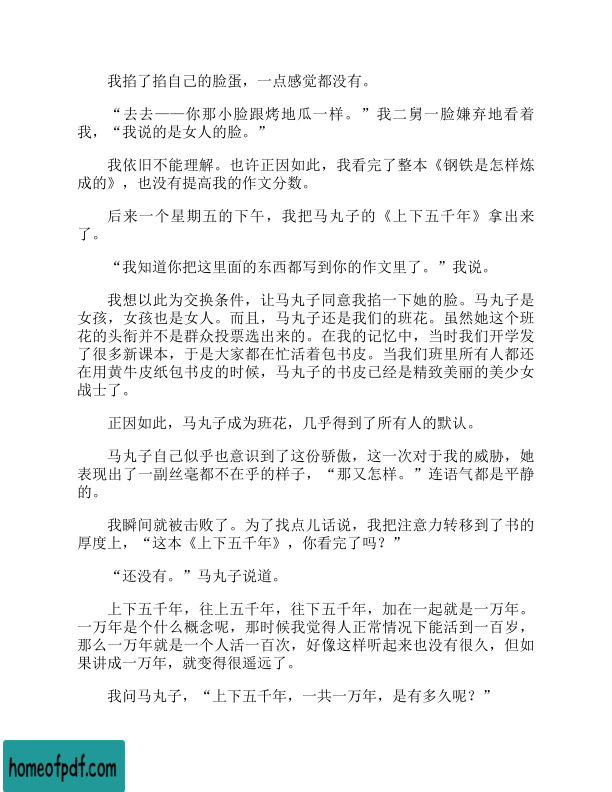 我掐了掐自己的脸蛋，一点感觉都没有。
“去去——你那小脸跟烤地瓜一样。”我二舅一脸嫌弃地看着
我，“我说的是女人的脸。”
我依旧不能理解。也许正因如此，我看完了整本《钢铁是怎样炼
成的》，也没有提高我的作文分数。
后来一个星期五的下午，我把马丸子的《上下五千年》拿出来
了。
“我知道你把这里面的东西都写到你的作文里了。”我说。
我想以此为交换条件，让马丸子同意我掐一下她的脸。马丸子是
女孩，女孩也是女人。而且，马丸子还是我们的班花。虽然她这个班
花的头衔并不是群众投票选出来的。在我的记忆中，当时我们开学发
了很多新课本，于是大家都在忙活着包书皮。当我们班里所有人都还
在用黄牛皮纸包书皮的时候，马丸子的书皮已经是精致美丽的美少女
战士了。
正因如此，马丸子成为班花，几乎得到了所有人的默认。
马丸子自己似乎也意识到了这份骄傲，这一次对于我的威胁，她
表现出了一副丝毫都不在乎的样子，“那又怎样。”连语气都是平静
的。
我瞬间就被击败了。为了找点儿话说，我把注意力转移到了书的
厚度上，“这本《上下五千年》，你看完了吗？”
“还没有。”马丸子说道。
上下五千年，往上五千年，往下五千年，加在一起就是一万年。
一万年是个什么概念呢，那时候我觉得人正常情况下能活到一百岁，
那么一万年就是一个人活一百次，好像这样听起来也没有很久，但如
果讲成一万年，就变得很遥远了。
我问马丸子，“上下五千年，一共一万年，是有多久呢？”
homeofpdf.com